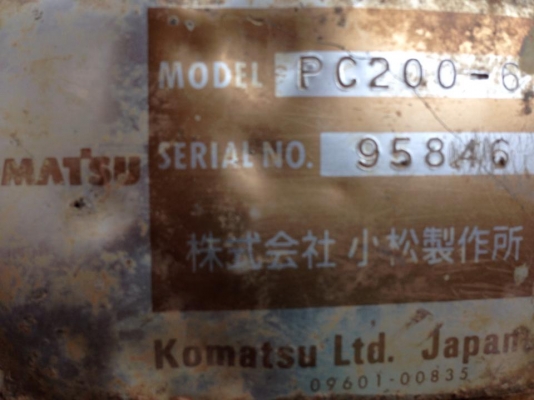 MODEL PC200-6
SERIAL NO. 95846
MATSU
株式会社 小松製作所
Komatsu Ltd. Japan
09601-00835